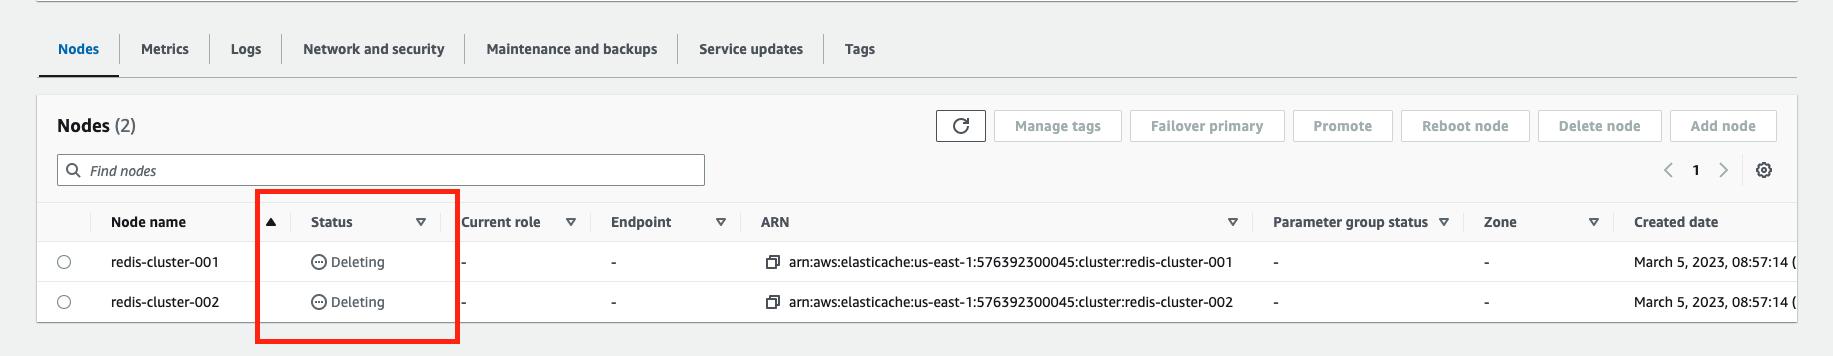 Nodes Metrics Logs Network and security Maintenance and backups Service updates Tags
Nodes (2) Manage tags Failover primary Promote Reboot node Delete node Add node
Find nodes 1
Node name Status Current role Endpoint ARN Parameter group status Zone Created date
redis-cluster-001 Deleting - - arn:aws:elasticache:us-east-1:576392300045:cluster:redis-cluster-001 - - March 5, 2023, 08:57:14 (
redis-cluster-002 Deleting - - arn:aws:elasticache:us-east-1:576392300045:cluster:redis-cluster-002 - - March 5, 2023, 08:57:14 (